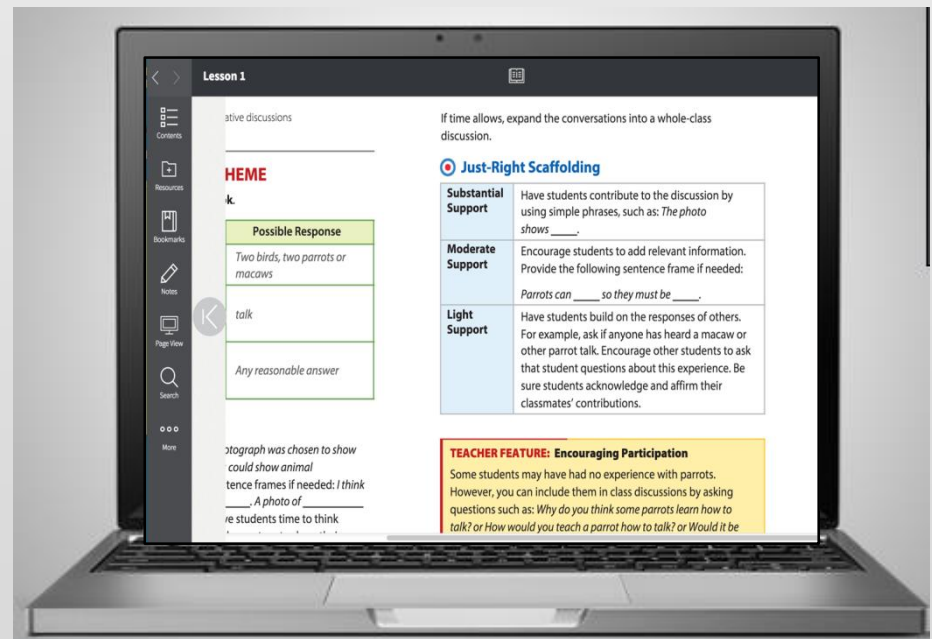 Lesson 1
Contents
Resources
Bookmarks
Notes
Page View
Search
More
ative discussions
HEME
k.
Possible Response
Two birds, two parrots or
macaws
talk
Any reasonable answer
otograph was chosen to show
could show animal
tence frames if needed: I think
_____. A photo of ___________
ve students time to think
If time allows, expand the conversations into a whole-class
discussion.
Just-Right Scaffolding
Substantial
Support
Have students contribute to the discussion by
using simple phrases, such as: The photo
shows _____.
Moderate
Support
Encourage students to add relevant information.
Provide the following sentence frame if needed:
Parrots can _____ so they must be _____.
Light
Support
Have students build on the responses of others.
For example, ask if anyone has heard a macaw or
other parrot talk. Encourage other students to ask
that student questions about this experience. Be
sure students acknowledge and affirm their
classmates' contributions.
TEACHER FEATURE: Encouraging Participation
Some students may have had no experience with parrots.
However, you can include them in class discussions by asking
questions such as: Why do you think some parrots learn how to
talk? or How would you teach a parrot how to talk? or Would it be